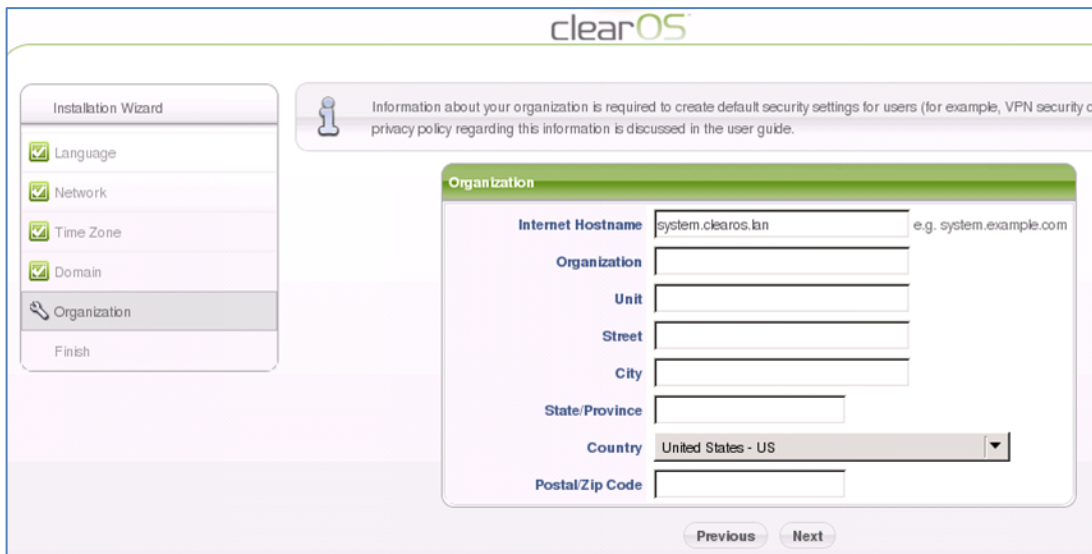 clearOS
Installation Wizard
Language
Network
Time Zone
Domain
Organization
Finish
Information about your organization is required to create default security settings for users (for example, VPN security
privacy policy regarding this information is discussed in the user guide.
Organization
Internet Hostname system.clearos.lan e.g. system.example.com
Organization
Unit
Street
City
State/Province
Country United States - US
Postal/Zip Code
Previous Next